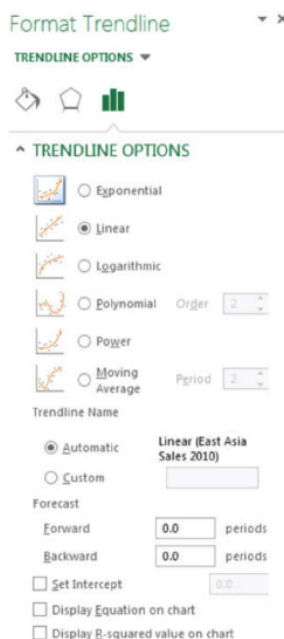 Format Trendline
TRENDLINE OPTIONS
TRENDLINE OPTIONS
Exponential
Linear
Logarithmic
Polynomial Order 2
Power
Moving
Average Period 2
Trendline Name
Automatic Linear (East Asia
Sales 2010)
Custom
Forecast
Forward 0.0 periods
Backward 0.0 periods
Set Intercept 0.0
Display Equation on chart
Display R-squared value on chart